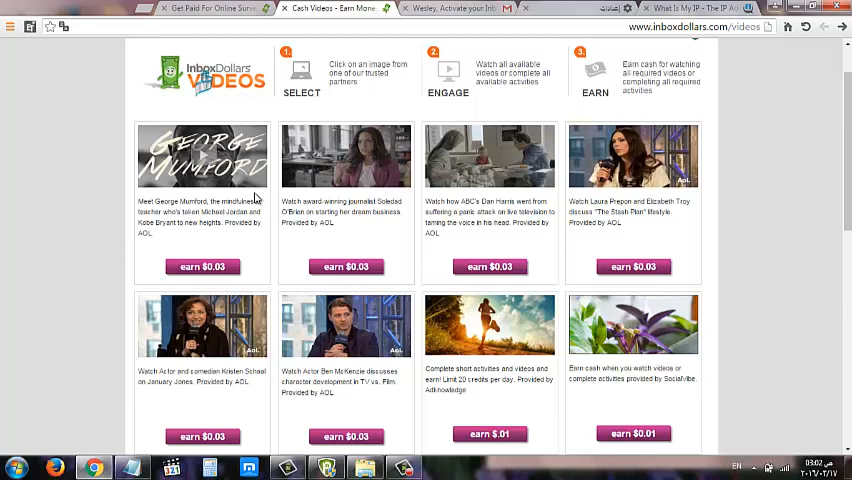 Get Paid For Online Surve
Cash Videos - Earn Mone
Wesley, Activate your Inb
إعدادات
What Is My IP - The IP Ad
www.inboxdollars.com/videos
InboxDollars
VIDEOS
1.
SELECT
Click on an image from
one of our trusted
partners
2.
ENGAGE
Watch all available
videos or complete all
available activities
3.
EARN
Earn cash for watching
all required videos or
completing all required
activities
GEORGE
MUMFORD
Meet George Mumford, the mindfulness
teacher who's taken Michael Jordan and
Kobe Bryant to new heights. Provided by
AOL
earn $0.03
Watch award-winning journalist Soledad
O'Brien on starting her dream business.
Provided by AOL
earn $0.03
Watch how ABC's Dan Harris went from
suffering a panic attack on live television to
taming the voice in his head. Provided by
AOL
earn $0.03
Aol.
Watch Laura Prepon and Elizabeth Troy
discuss "The Stash Plan" lifestyle.
Provided by AOL
earn $0.03
Aol.
Watch Actor and comedian Kristen Schaal
on January Jones. Provided by AOL
earn $0.03
Aol.
Watch Actor Ben McKenzie discusses
character development in TV vs. Film.
Provided by AOL
earn $0.03
Complete short activities and videos and
earn! Limit 20 credits per day. Provided by
Adknowledge
earn $.01
Earn cash when you watch videos or
complete activities provided by SocialVibe.
earn $0.01
321
EN
03:02 ص
٢٠١٦/٠٢/١٧